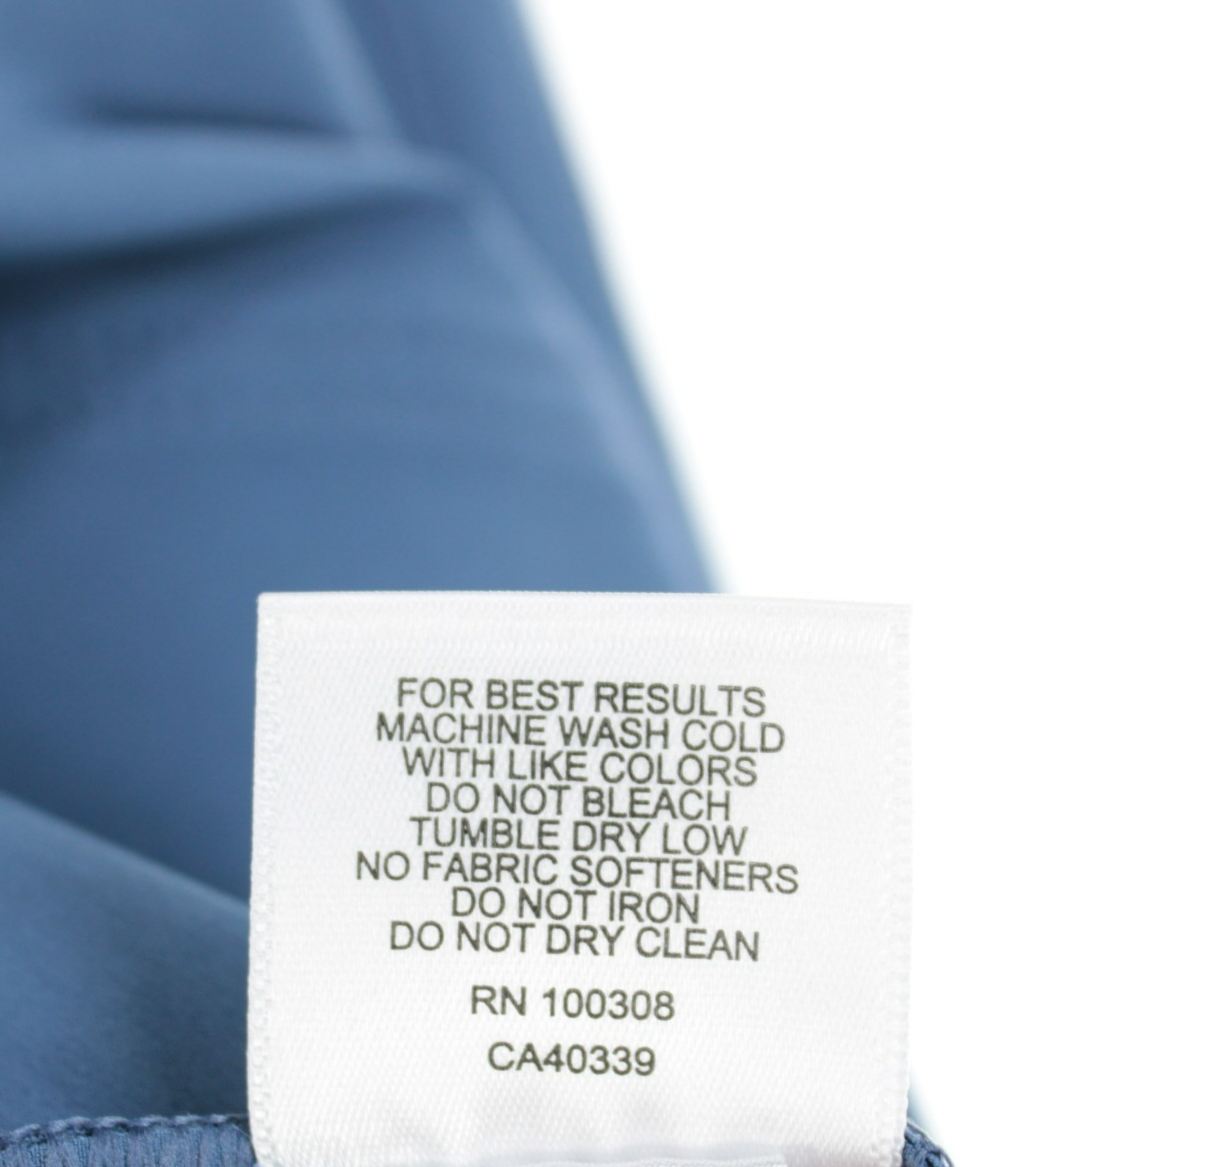 FOR BEST RESULTS
MACHINE WASH COLD
WITH LIKE COLORS
DO NOT BLEACH
TUMBLE DRY LOW
NO FABRIC SOFTENERS
DO NOT IRON
DO NOT DRY CLEAN
RN 100308
CA40339